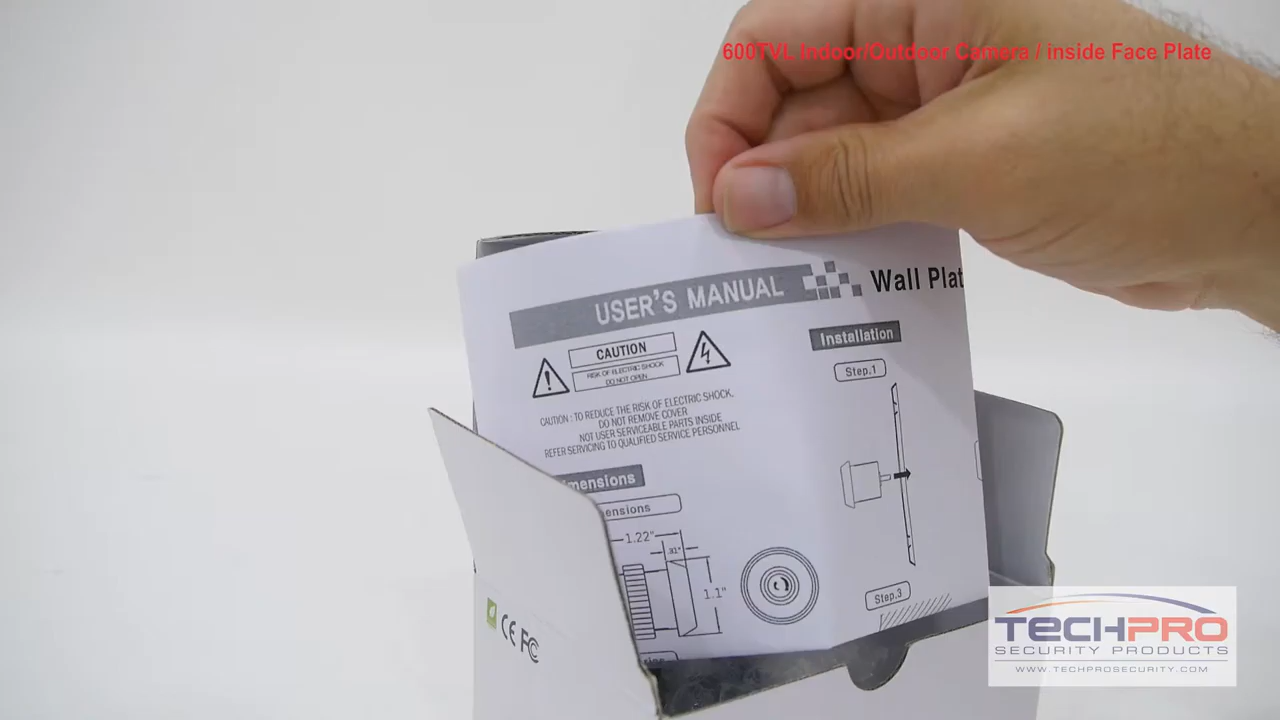 600TVL Indoor/Outdoor Camera / inside Face Plate
USER'S MANUAL
CAUTION
RISK OF ELECTRIC SHOCK
DO NOT OPEN
CAUTION : TO REDUCE THE RISK OF ELECTRIC SHOCK.
DO NOT REMOVE COVER
NOT USER SERVICEABLE PARTS INSIDE
REFER SERVICING TO QUALIFIED SERVICE PERSONNEL
mensions
ensions
1.22"
.31"
1.1"
Wall Plat
Installation
Step.1
Step.3
CE FC
TECHPRO
SECURITY PRODUCTS
WWW.TECHPROSECURITY.COM